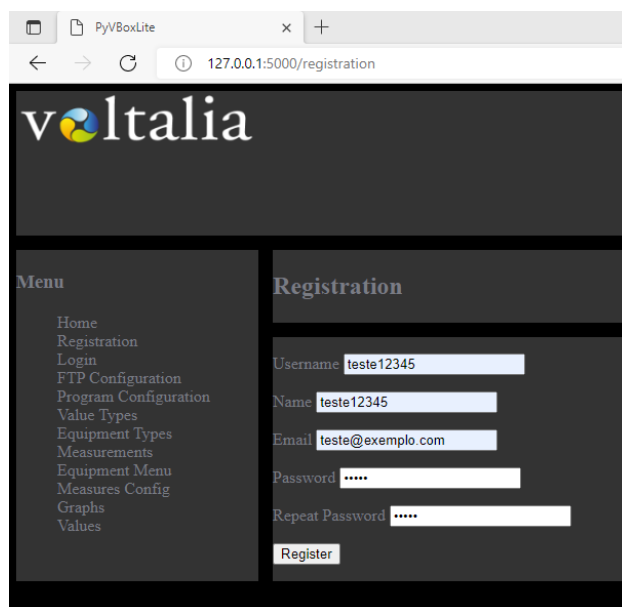 PyVBoxLite
127.0.0.1:5000/registration
voltalia
Menu
Home
Registration
Login
FTP Configuration
Program Configuration
Value Types
Equipment Types
Measurements
Equipment Menu
Measures Config
Graphs
Values
Registration
Username teste12345
Name teste12345
Email teste@exemplo.com
Password •••••
Repeat Password •••••
Register